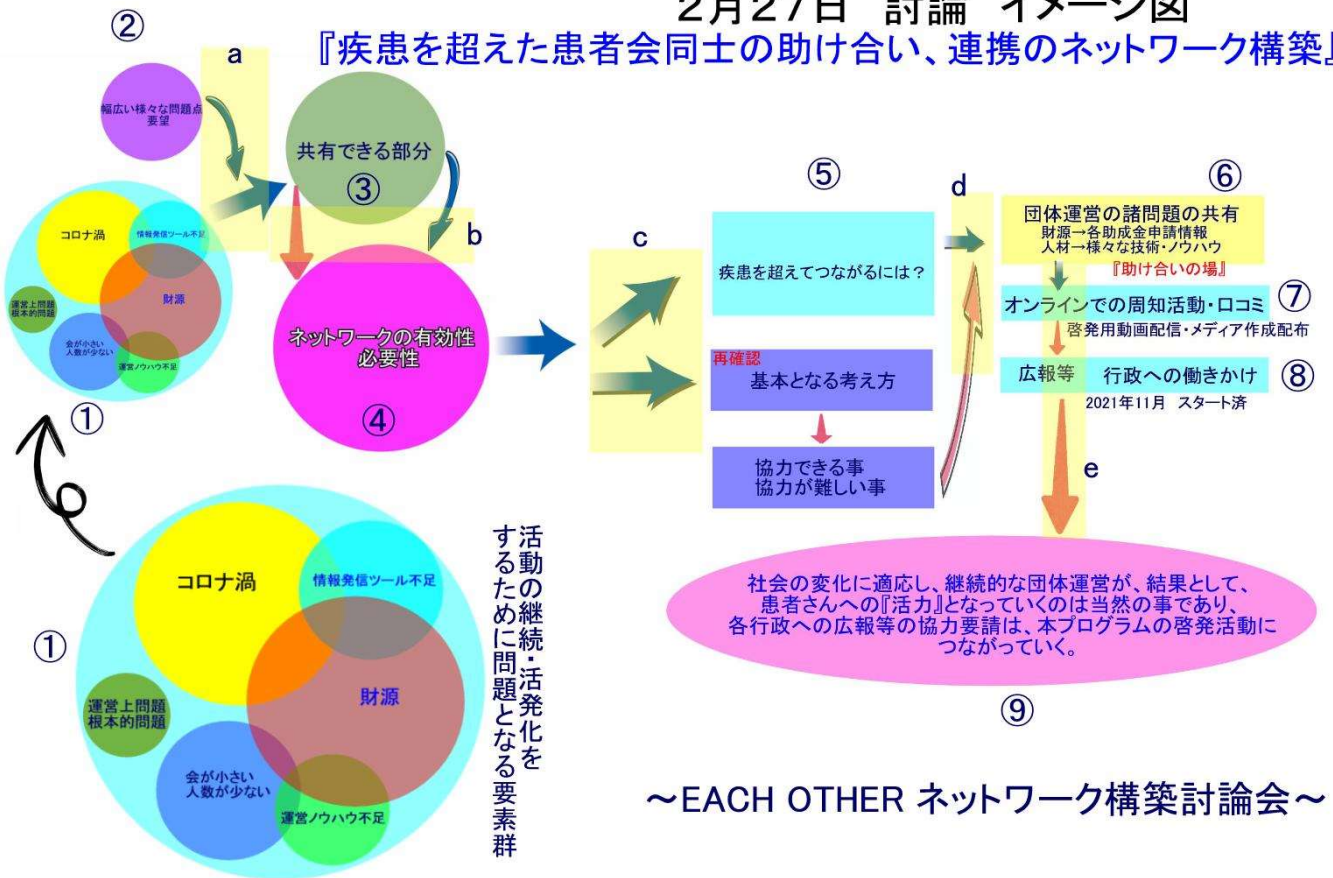 2月27日 討論 イメージ図
『疾患を超えた患者会同士の助け合い、連携のネットワーク構築』
②
a
幅広い様々な問題点
要望
共有できる部分
③
b
コロナ渦
情報発信ツール不足
財源
運営上問題
根本的問題
会が小さい
人数が少ない
運営ノウハウ不足
①
ネットワークの有効性
必要性
④
c
⑤
疾患を超えてつながるには?
再確認
基本となる考え方
協力できる事
協力が難しい事
d
⑥
団体運営の諸問題の共有
財源→各助成金申請情報
人材→様々な技術・ノウハウ
『助け合いの場』
オンラインでの周知活動・口コミ
⑦
啓発用動画配信・メディア作成配布
広報等 行政への働きかけ
⑧
2021年11月 スタート済
e
社会の変化に適応し、継続的な団体運営が、結果として、
患者さんへの『活力』となっていくのは当然の事であり、
各行政への広報等の協力要請は、本プログラムの啓発活動に
つながっていく。
⑨
①
コロナ渦
情報発信ツール不足
財源
運営上問題
根本的問題
会が小さい
人数が少ない
運営ノウハウ不足
活動の継続・活発化を
するために問題となる要素群
~EACH OTHER ネットワーク構築討論会~